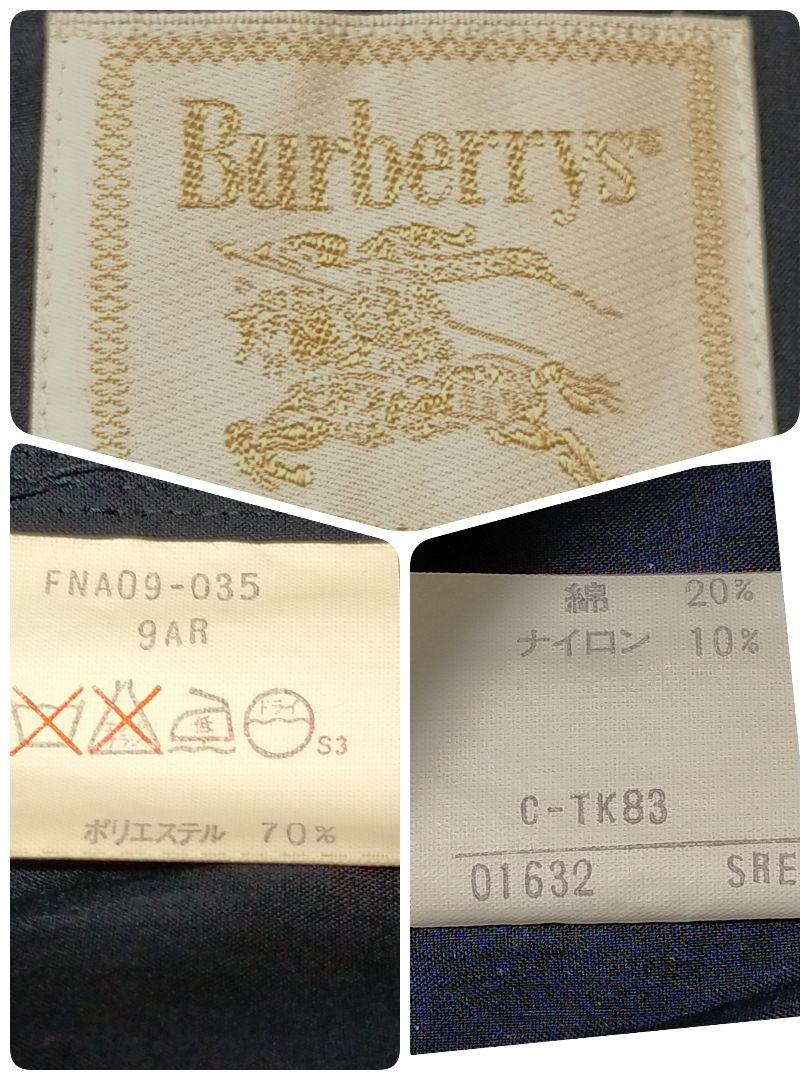 Burberrys®
FNA09-035
9AR
低
ドライ
S3
ポリエステル 70%
綿 20%
ナイロン 10%
C-TK83
01632 SRE